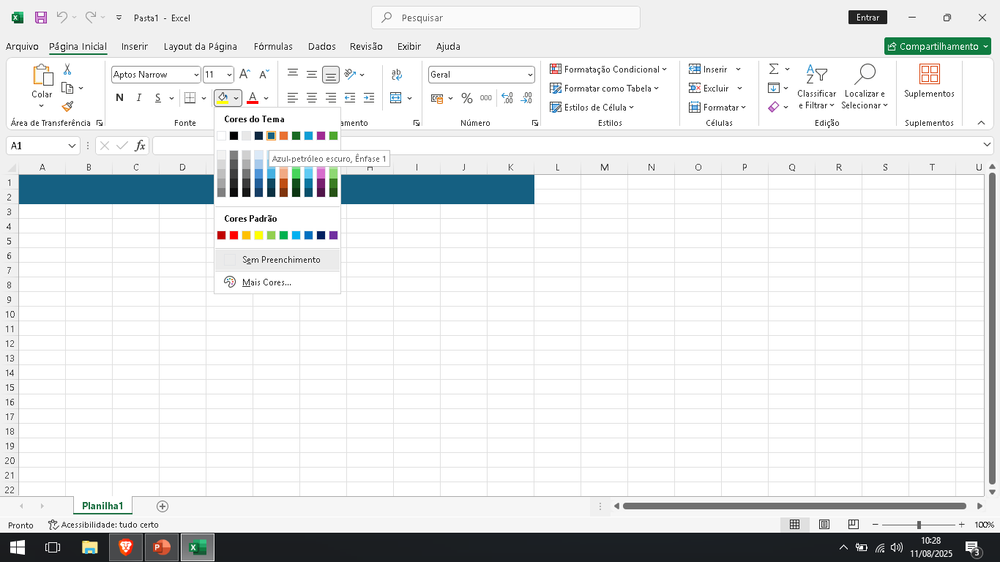 Pasta1 - Excel
Pesquisar
Entrar
Arquivo
Página Inicial
Inserir
Layout da Página
Fórmulas
Dados
Revisão
Exibir
Ajuda
Compartilhamento
Colar
Área de Transferência
Aptos Narrow
11
N
I
S
Fonte
ab
amento
Geral
%
000
Número
Formatação Condicional
Formatar como Tabela
Estilos de Célula
Estilos
Inserir
Excluir
Formatar
Células
Classificar
e Filtrar
Localizar e
Selecionar
Edição
Suplementos
Suplementos
A1
fx
Cores do Tema
Azul-petróleo escuro, Ênfase 1
Cores Padrão
Sem Preenchimento
Mais Cores...
A B C D H I J K L M N O P Q R S T U
1
2
3
4
5
6
7
8
9
10
11
12
13
14
15
16
17
18
19
20
21
22
Planilha1
Pronto
Acessibilidade: tudo certo
100%
10:28
11/08/2025
3